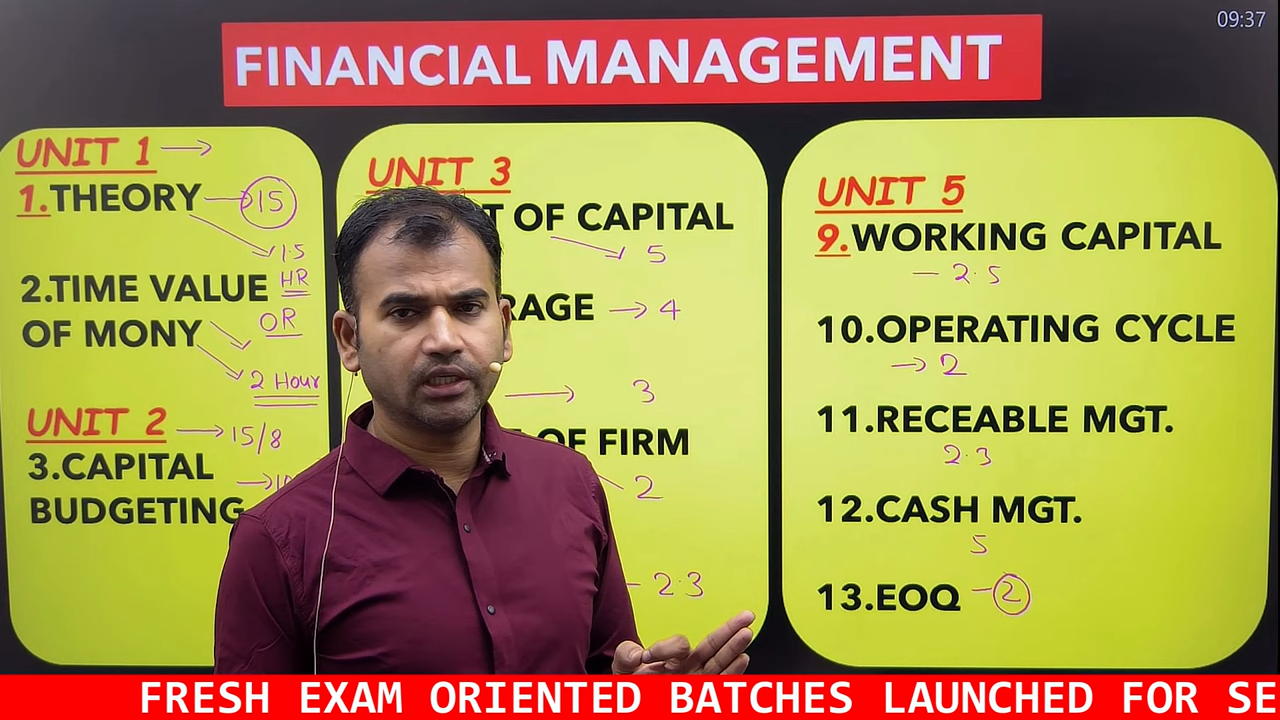 09:37
FINANCIAL MANAGEMENT
UNIT 1 →
1.THEORY → 15
1.5
HR
2.TIME VALUE
OF MONY
OR
2 Hour
UNIT 2 → 15/8
3.CAPITAL
BUDGETING →
UNIT 3
T OF CAPITAL
5
RAGE → 4
→ 3
OF FIRM
2
- 2.3
UNIT 5
9.WORKING CAPITAL
- 2.5
10.OPERATING CYCLE
→ 2
11.RECEABLE MGT.
2.3
12.CASH MGT.
5
13.EOQ - 2
FRESH EXAM ORIENTED BATCHES LAUNCHED FOR SE